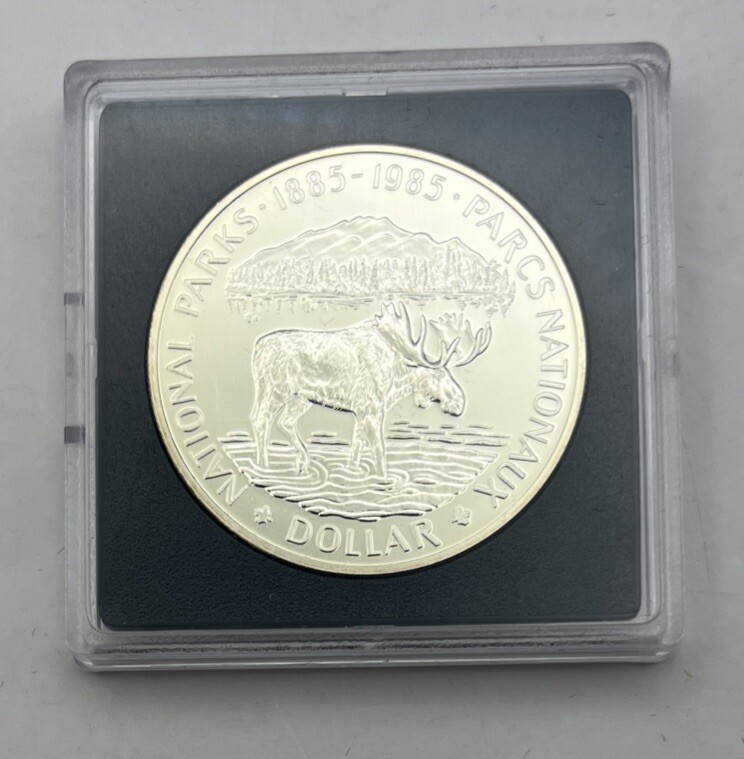 NATIONAL PARKS · 1885-1985 · PARCS NATIONAUX
DOLLAR